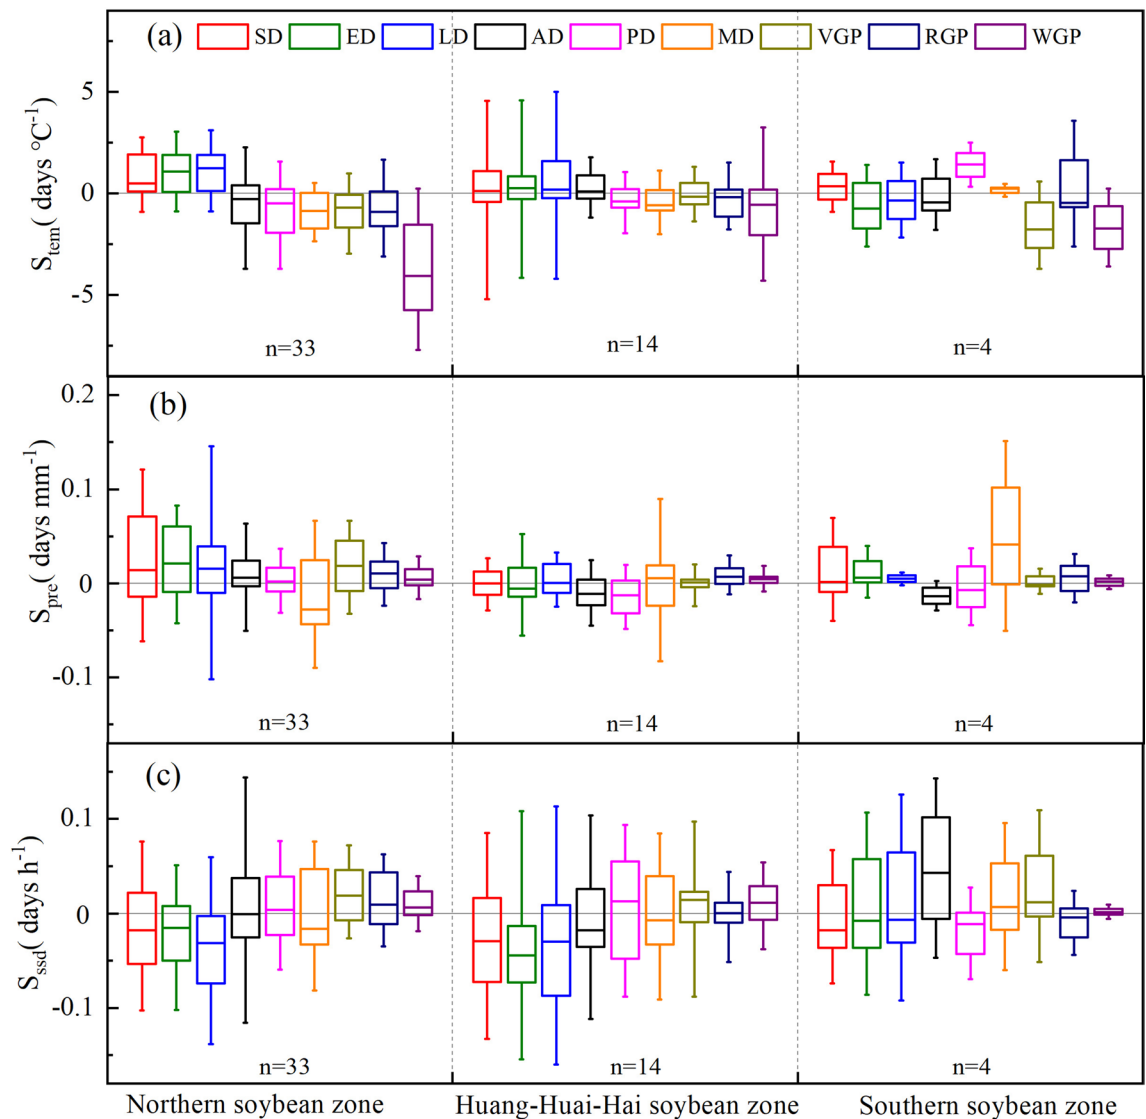 (a) SD ED LD AD PD MD VGP RGP WGP
S_tem( days °C⁻¹)
5
0
-5
n=33 n=14 n=4
(b)
S_pre( days mm⁻¹)
0.2
0.1
0
-0.1
n=33 n=14 n=4
(c)
S_ssd( days h⁻¹)
0.1
0
-0.1
n=33 n=14 n=4
Northern soybean zone Huang-Huai-Hai soybean zone Southern soybean zone